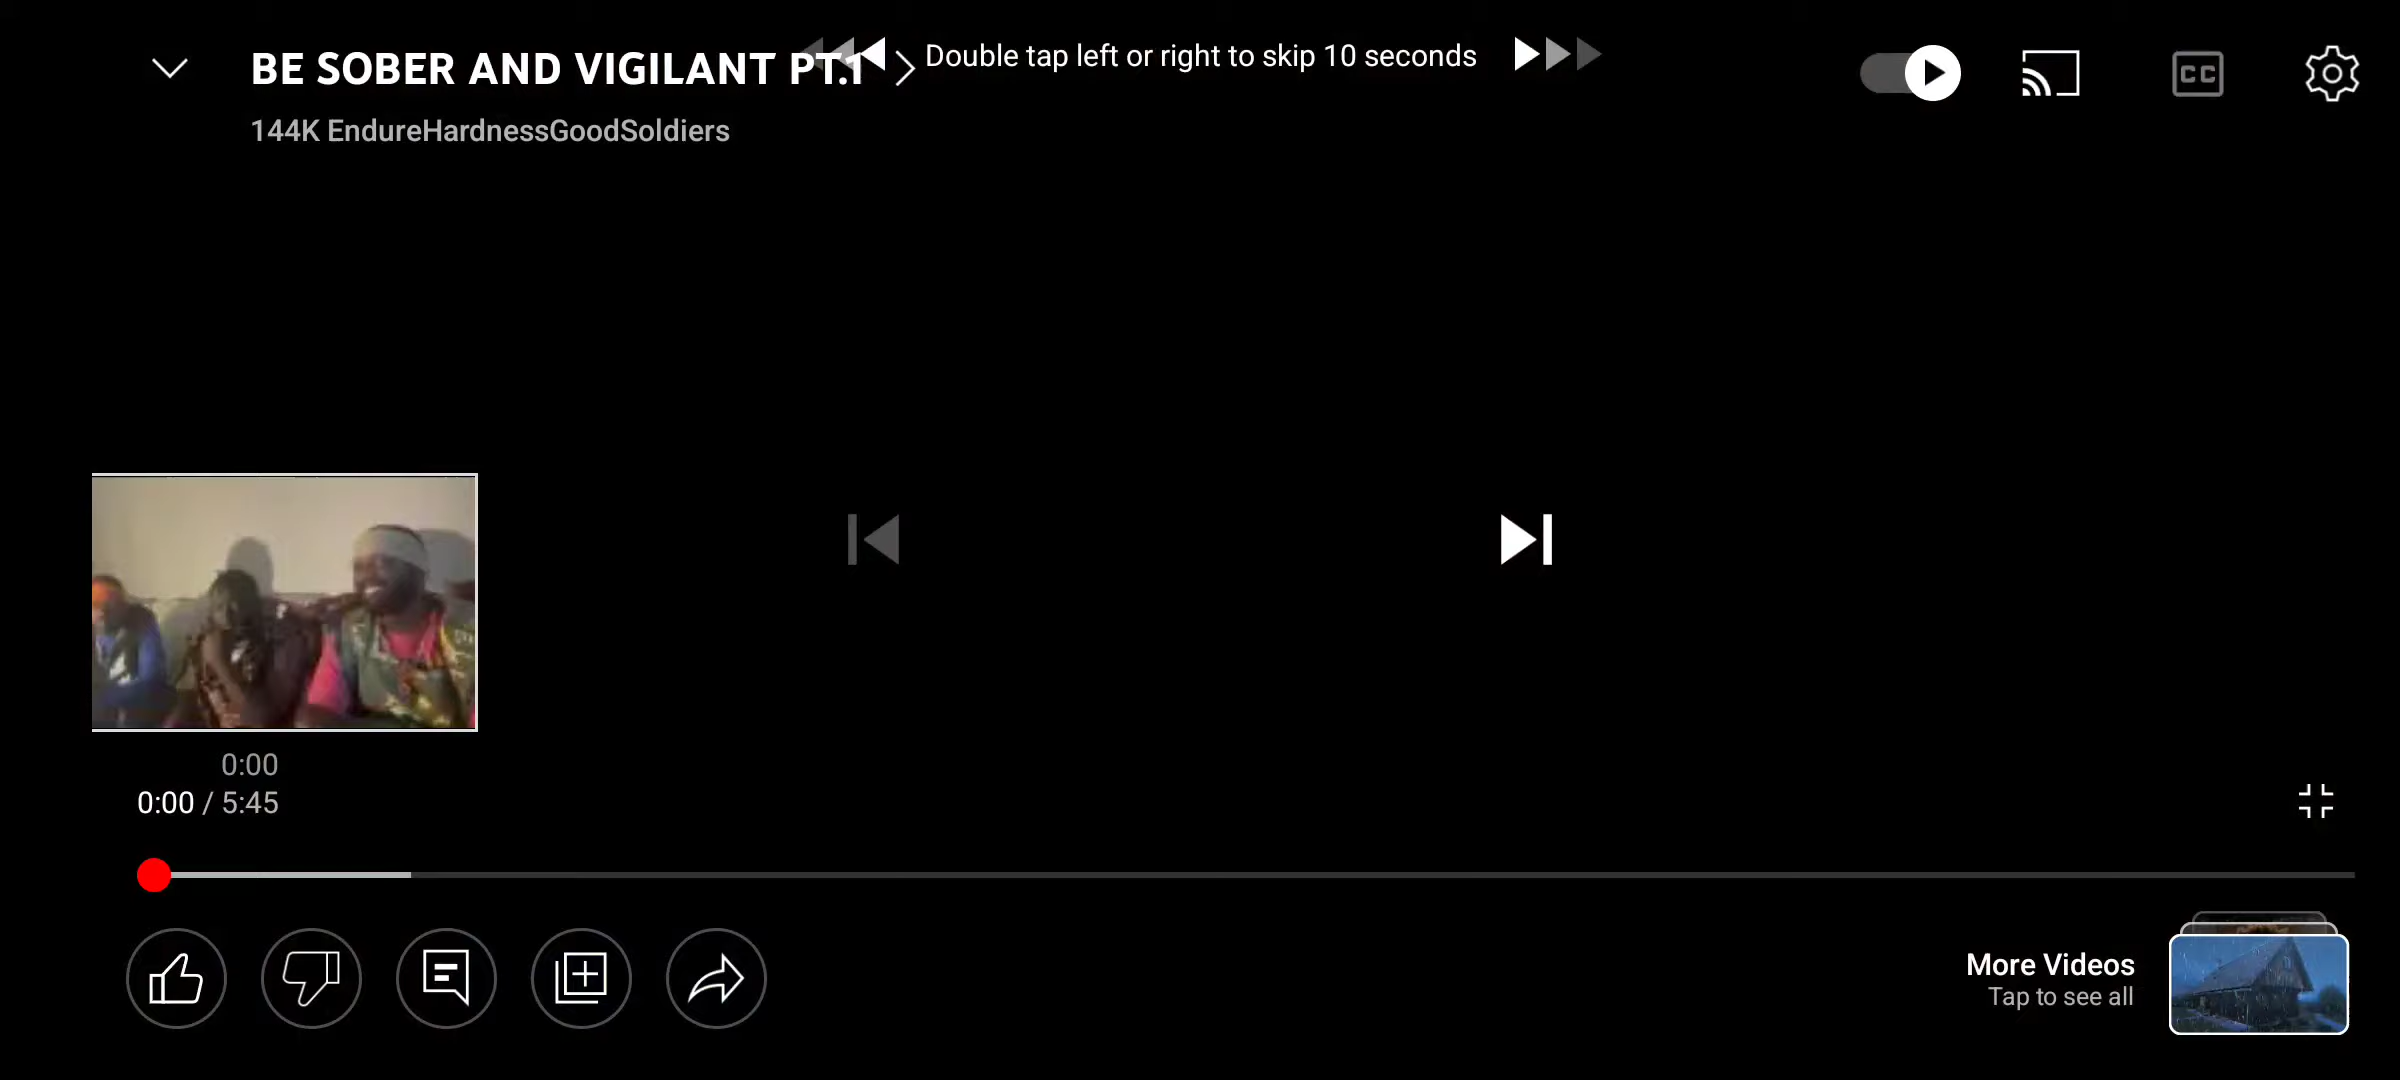 BE SOBER AND VIGILANT PT.1
Double tap left or right to skip 10 seconds
CC
144K EndureHardnessGoodSoldiers
0:00
0:00 / 5:45
More Videos
Tap to see all